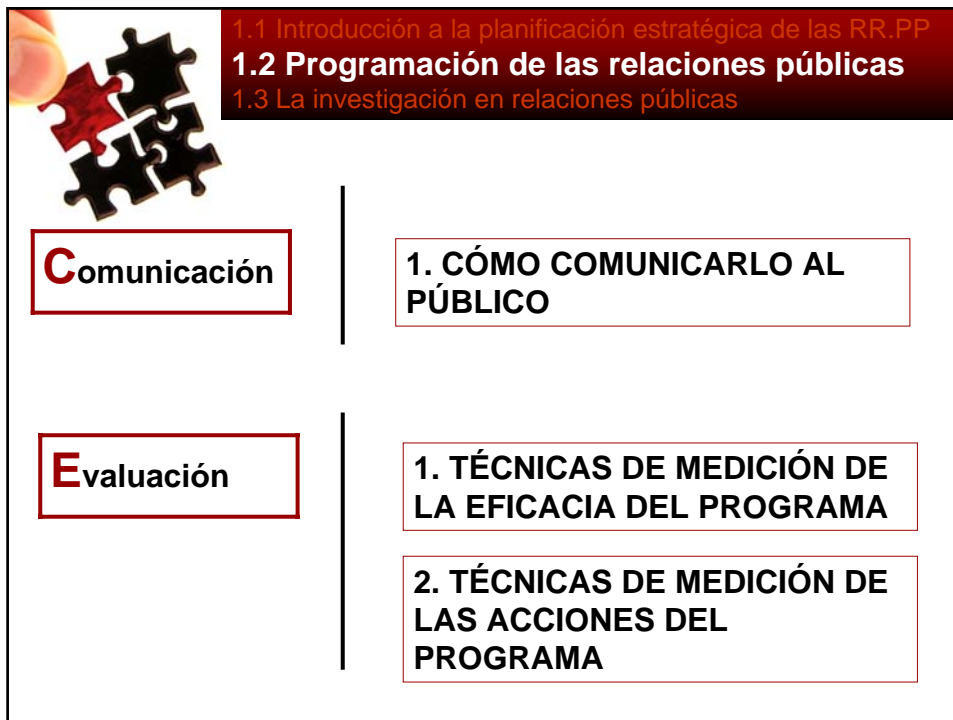 1.1 Introducción a la planificación estratégica de las RR.PP
1.2 Programación de las relaciones públicas
1.3 La investigación en relaciones públicas
Comunicación
1. CÓMO COMUNICARLO AL
PÚBLICO
Evaluación
1. TÉCNICAS DE MEDICIÓN DE
LA EFICACIA DEL PROGRAMA
2. TÉCNICAS DE MEDICIÓN DE
LAS ACCIONES DEL
PROGRAMA